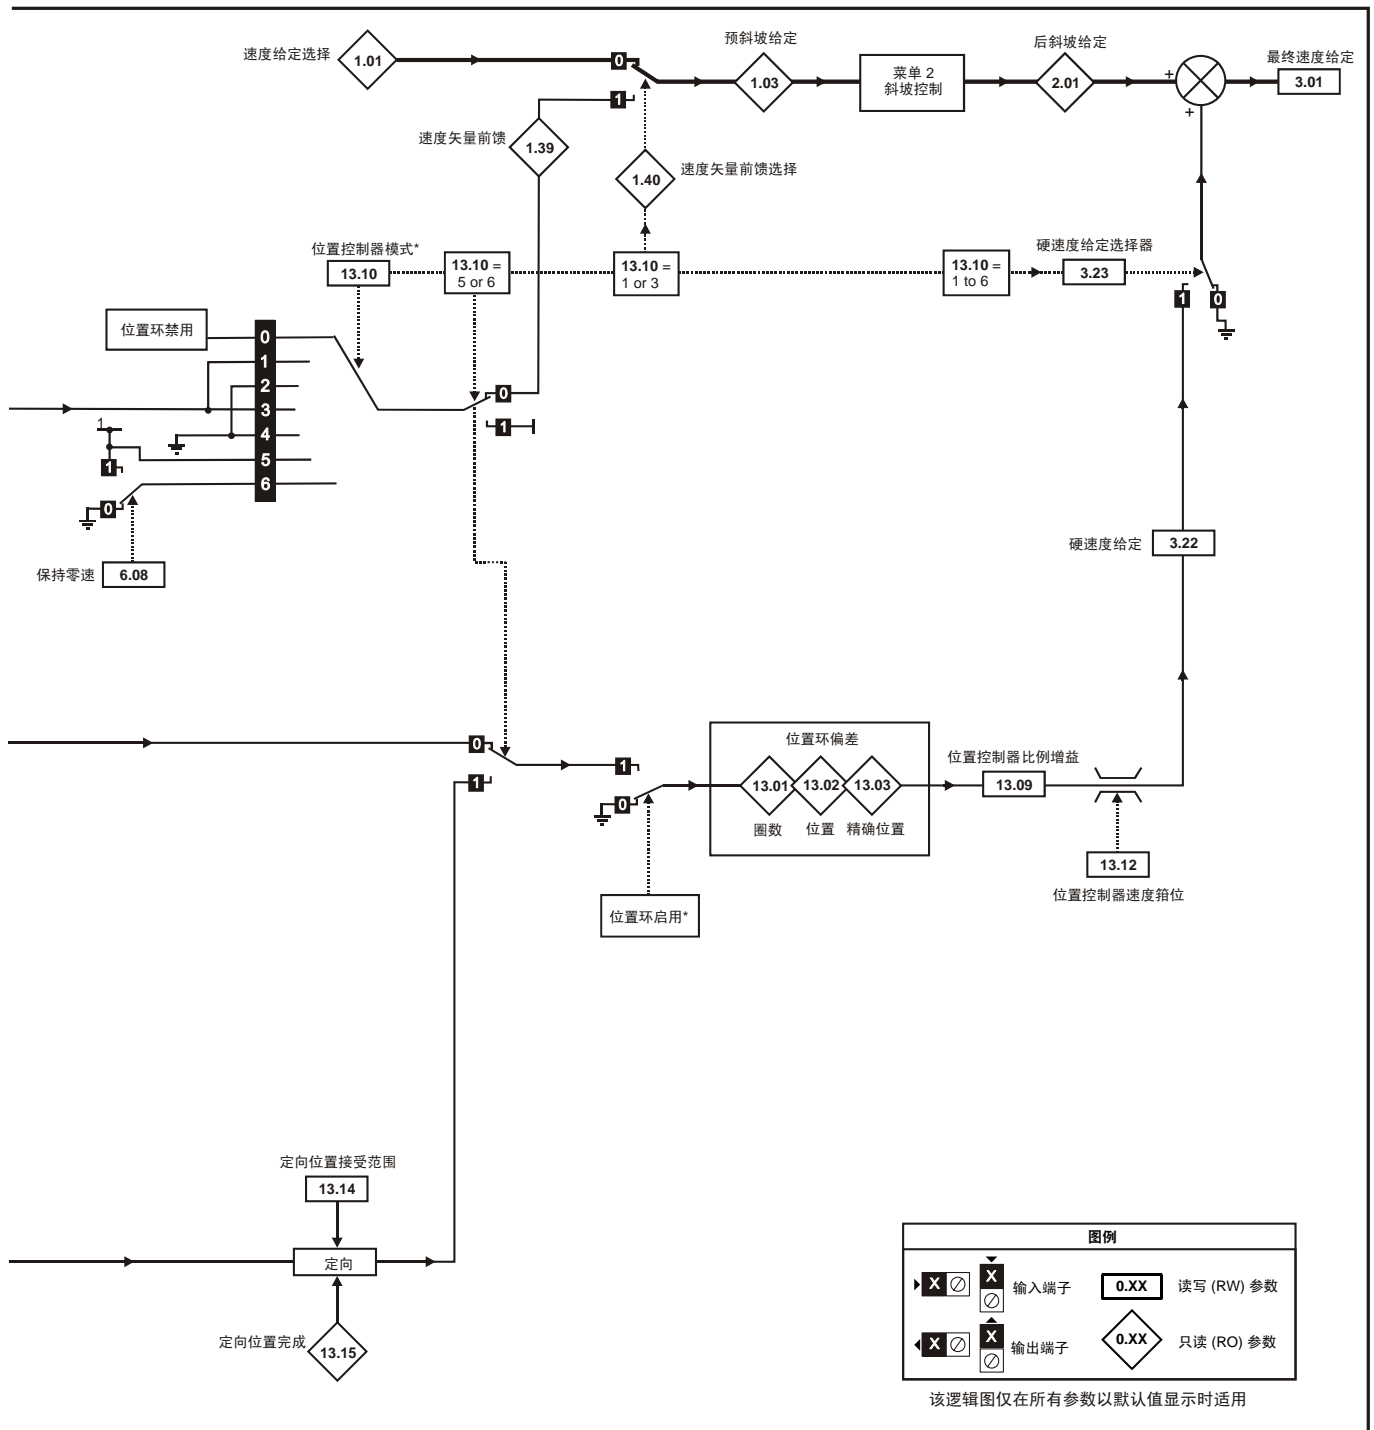 速度给定选择
1.01
0
1
预斜坡给定
1.03
菜单 2
斜坡控制
后斜坡给定
2.01
+
+
最终速度给定
3.01
速度矢量前馈
1.39
1.40
速度矢量前馈选择
位置控制器模式*
13.10
13.10 =
5 or 6
13.10 =
1 or 3
13.10 =
1 to 6
硬速度给定选择器
3.23
1
0
位置环禁用
0
1
2
3
4
5
6
1
1
0
0
1
保持零速
6.08
硬速度给定
3.22
0
1
1
0
位置环偏差
13.01
13.02
13.03
圈数
位置
精确位置
位置控制器比例增益
13.09
13.12
位置控制器速度箝位
位置环启用*
定向位置接受范围
13.14
定向
定向位置完成
13.15
图例
X
X
输入端子
0.XX
读写 (RW) 参数
X
X
输出端子
0.XX
只读 (RO) 参数
该逻辑图仅在所有参数以默认值显示时适用